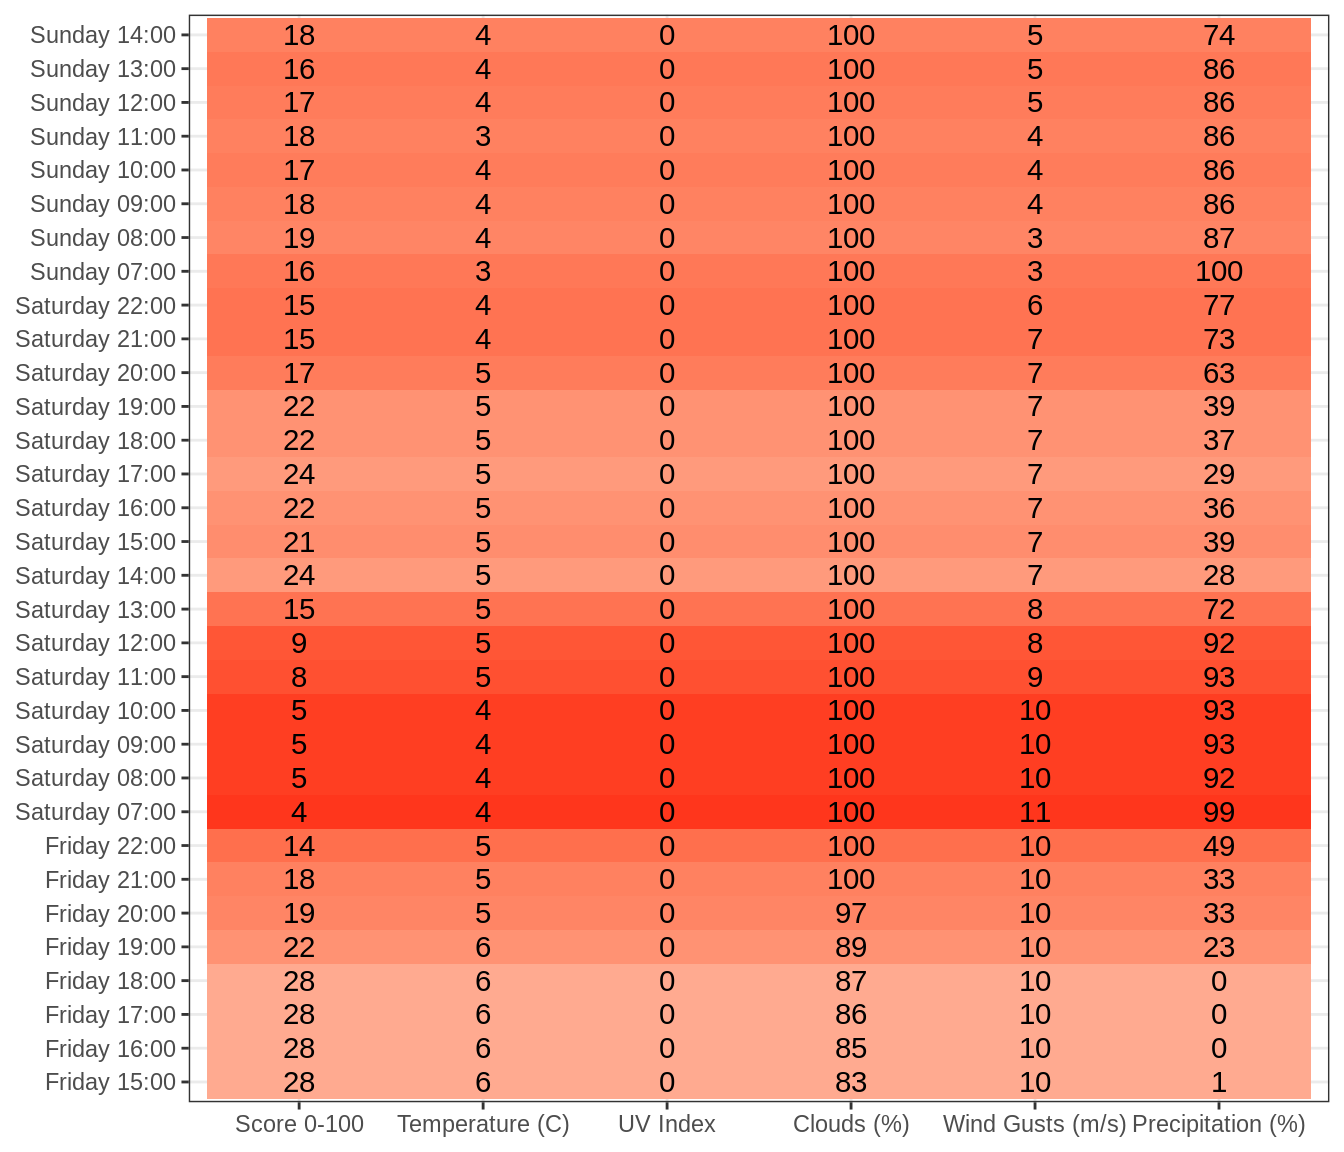 Sunday 14:00 18 4 0 100 5 74
Sunday 13:00 16 4 0 100 5 86
Sunday 12:00 17 4 0 100 5 86
Sunday 11:00 18 3 0 100 4 86
Sunday 10:00 17 4 0 100 4 86
Sunday 09:00 18 4 0 100 4 86
Sunday 08:00 19 4 0 100 3 87
Sunday 07:00 16 3 0 100 3 100
Saturday 22:00 15 4 0 100 6 77
Saturday 21:00 15 4 0 100 7 73
Saturday 20:00 17 5 0 100 7 63
Saturday 19:00 22 5 0 100 7 39
Saturday 18:00 22 5 0 100 7 37
Saturday 17:00 24 5 0 100 7 29
Saturday 16:00 22 5 0 100 7 36
Saturday 15:00 21 5 0 100 7 39
Saturday 14:00 24 5 0 100 7 28
Saturday 13:00 15 5 0 100 8 72
Saturday 12:00 9 5 0 100 8 92
Saturday 11:00 8 5 0 100 9 93
Saturday 10:00 5 4 0 100 10 93
Saturday 09:00 5 4 0 100 10 93
Saturday 08:00 5 4 0 100 10 92
Saturday 07:00 4 4 0 100 11 99
Friday 22:00 14 5 0 100 10 49
Friday 21:00 18 5 0 100 10 33
Friday 20:00 19 5 0 97 10 33
Friday 19:00 22 6 0 89 10 23
Friday 18:00 28 6 0 87 10 0
Friday 17:00 28 6 0 86 10 0
Friday 16:00 28 6 0 85 10 0
Friday 15:00 28 6 0 83 10 1
Score 0-100 Temperature (C) UV Index Clouds (%) Wind Gusts (m/s) Precipitation (%)